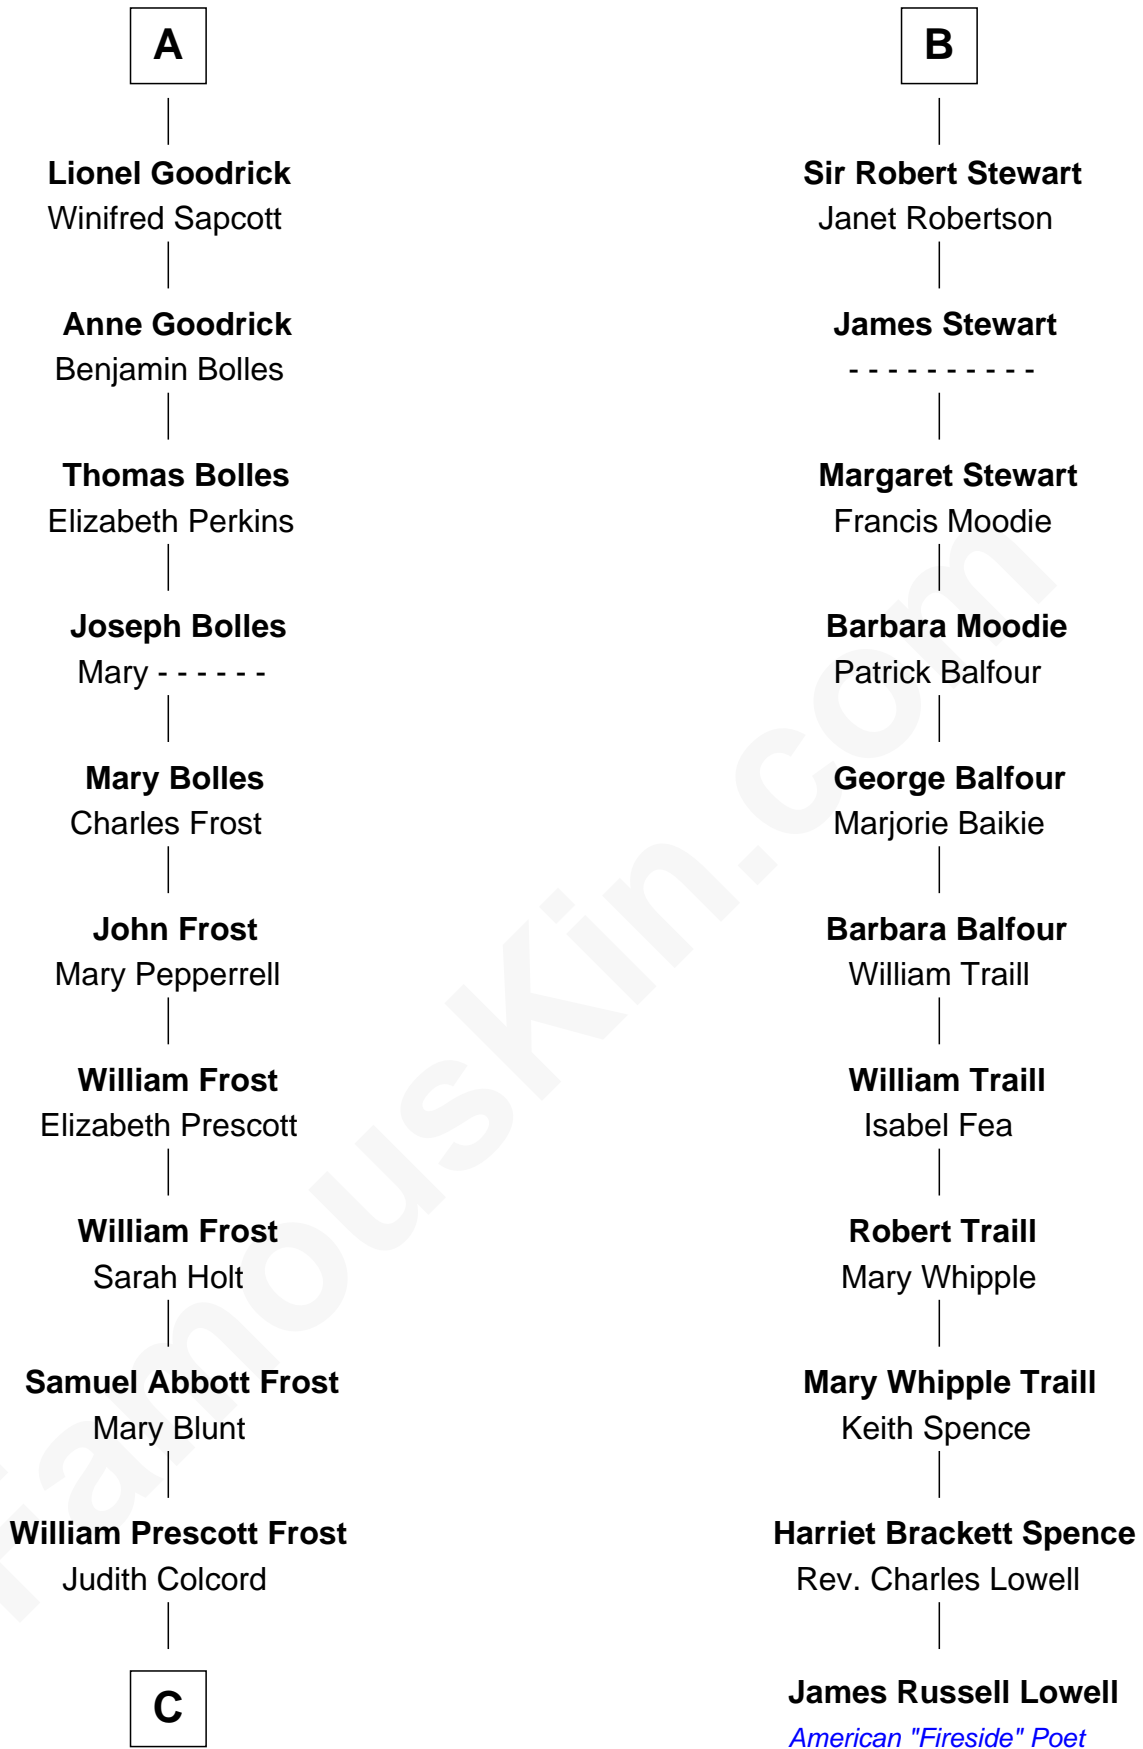 A
Lionel Goodrick
Winifred Sapcott
Anne Goodrick
Benjamin Bolles
Thomas Bolles
Elizabeth Perkins
Joseph Bolles
Mary - - - - - -
Mary Bolles
Charles Frost
John Frost
Mary Pepperrell
William Frost
Elizabeth Prescott
William Frost
Sarah Holt
Samuel Abbott Frost
Mary Blunt
William Prescott Frost
Judith Colcord
C
B
Sir Robert Stewart
Janet Robertson
James Stewart
- - - - - - - - - -
Margaret Stewart
Francis Moodie
Barbara Moodie
Patrick Balfour
George Balfour
Marjorie Baikie
Barbara Balfour
William Traill
William Traill
Isabel Fea
Robert Traill
Mary Whipple
Mary Whipple Traill
Keith Spence
Harriet Brackett Spence
Rev. Charles Lowell
James Russell Lowell
American "Fireside" Poet
FamousKin.com